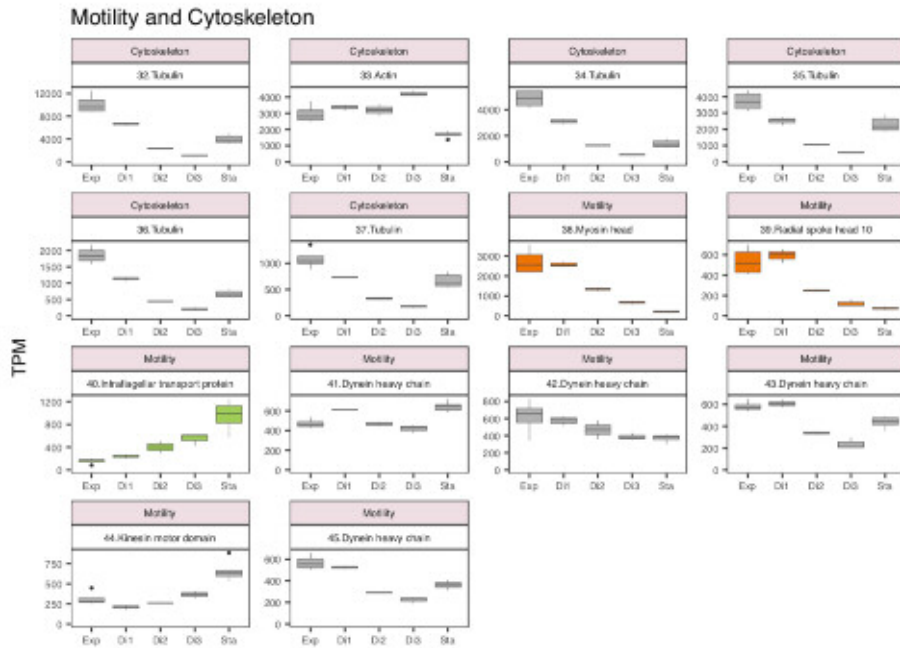 Motility and Cytoskeleton
Cytoskeleton Cytoskeleton Cytoskeleton Cytoskeleton
32.Tubulin 33.Actin 34.Tubulin 35.Tubulin
12000 8000 4000 0
4000 3000 2000 1000 0
4000 2000 0
4000 3000 2000 1000 0
Exp Di1 Di2 Di3 Sta Exp Di1 Di2 Di3 Sta Exp Di1 Di2 Di3 Sta Exp Di1 Di2 Di3 Sta
Cytoskeleton Cytoskeleton Motility Motility
36.Tubulin 37.Tubulin 38.Myosin head 39.Radial spoke head 10
2000 1500 1000 500 0
1000 500 0
3000 2000 1000 0
600 400 200 0
Exp Di1 Di2 Di3 Sta Exp Di1 Di2 Di3 Sta Exp Di1 Di2 Di3 Sta Exp Di1 Di2 Di3 Sta
TPM
Motility Motility Motility Motility
40.Intraflagellar transport protein 41.Dynein heavy chain 42.Dynein heavy chain 43.Dynein heavy chain
1200 800 400 0
600 400 200 0
800 600 400 200 0
600 400 200 0
Exp Di1 Di2 Di3 Sta Exp Di1 Di2 Di3 Sta Exp Di1 Di2 Di3 Sta Exp Di1 Di2 Di3 Sta
Motility Motility
44.Kinesin motor domain 45.Dynein heavy chain
750 500 250 0
600 400 200 0
Exp Di1 Di2 Di3 Sta Exp Di1 Di2 Di3 Sta